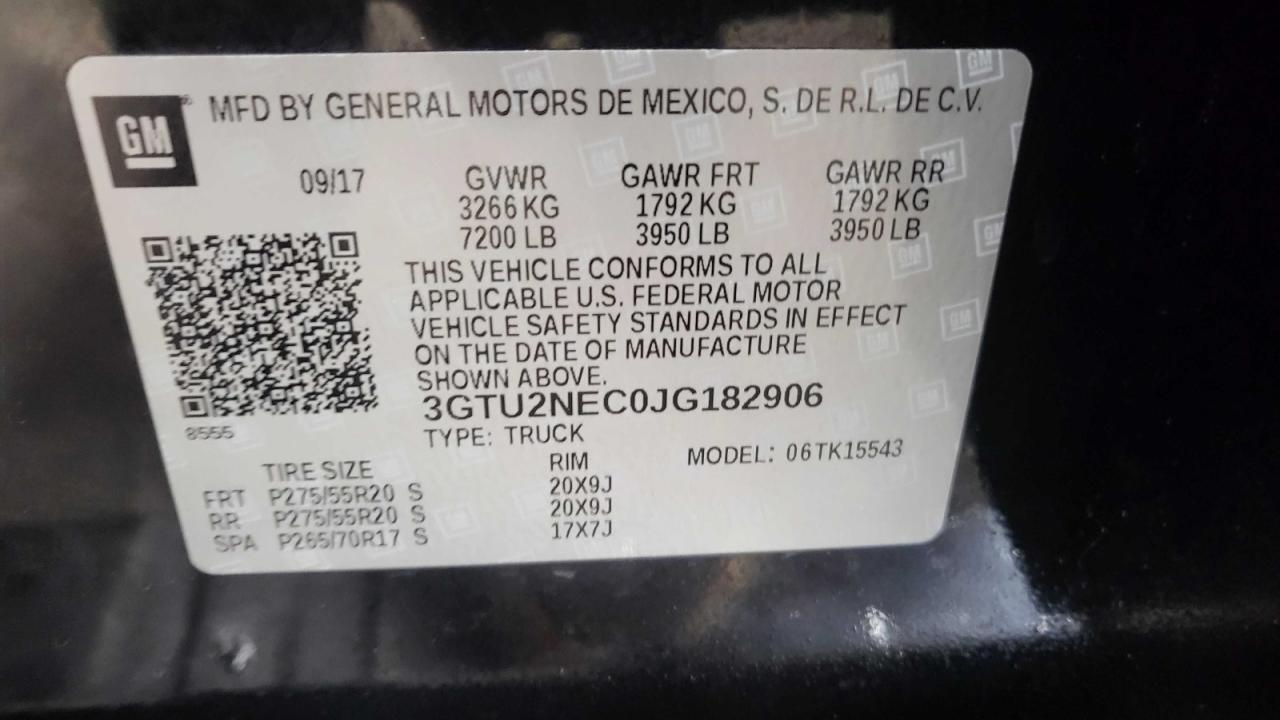 GM
MFD BY GENERAL MOTORS DE MEXICO, S. DE R.L. DE C.V.
09/17 GVWR GAWR FRT GAWR RR
3266 KG 1792 KG 1792 KG
7200 LB 3950 LB 3950 LB
THIS VEHICLE CONFORMS TO ALL
APPLICABLE U.S. FEDERAL MOTOR
VEHICLE SAFETY STANDARDS IN EFFECT
ON THE DATE OF MANUFACTURE
SHOWN ABOVE.
3GTU2NEC0JG182906
8555
TYPE: TRUCK
MODEL: 06TK15543
TIRE SIZE RIM
FRT P275/55R20 S 20X9J
RR P275/55R20 S 20X9J
SPA P265/70R17 S 17X7J